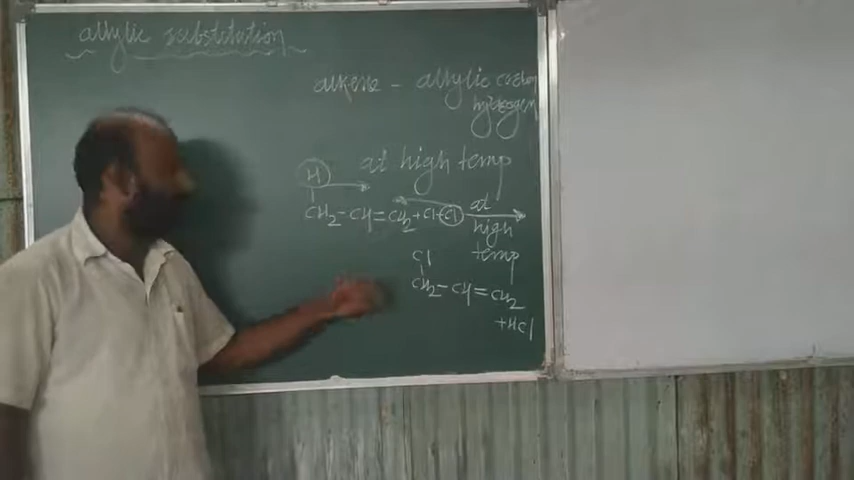 allylic substitution
alkene - allylic carbon
hydrogen
at high temp
H
CH2-CH=CH2+Cl-Cl at
high
temp
Cl
CH2-CH=CH2
+HCl